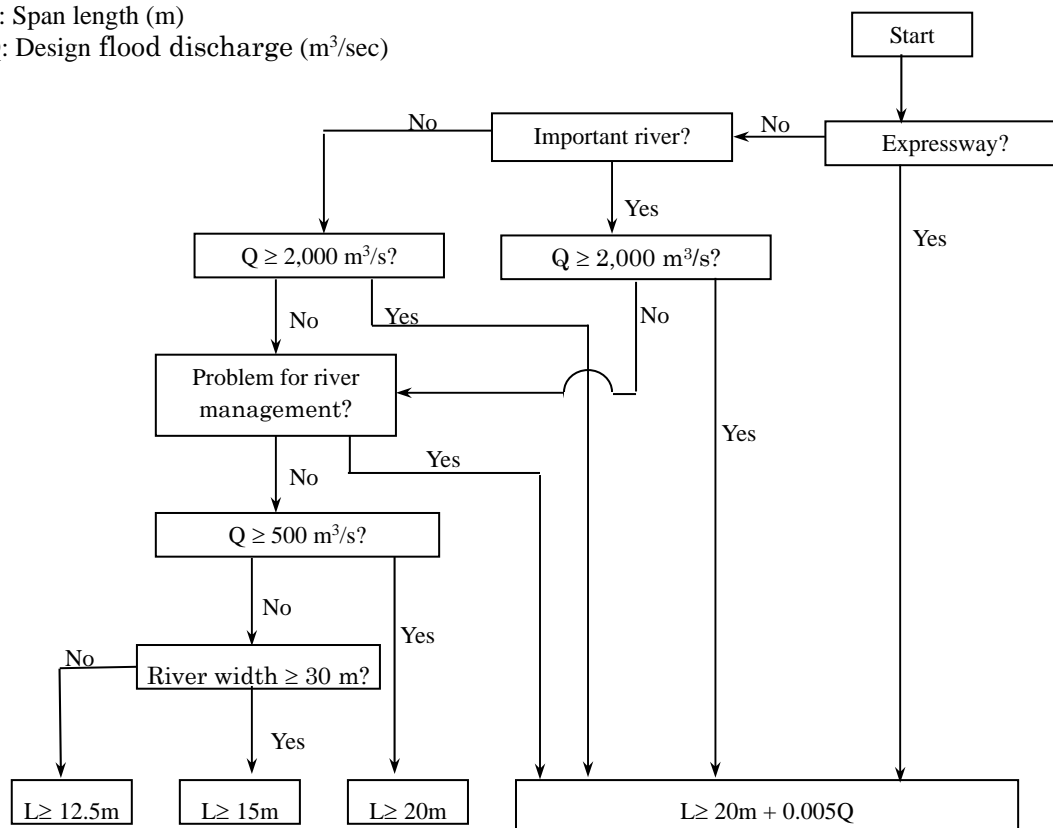 : Span length (m)
: Design flood discharge (m³/sec)
Start
No
Important river?
No
Expressway?
Yes
Yes
Q ≥ 2,000 m³/s?
Q ≥ 2,000 m³/s?
No
Yes
No
Problem for river
management?
Yes
Yes
No
Q ≥ 500 m³/s?
No
Yes
No
River width ≥ 30 m?
Yes
L≥ 12.5m
L≥ 15m
L≥ 20m
L≥ 20m + 0.005Q